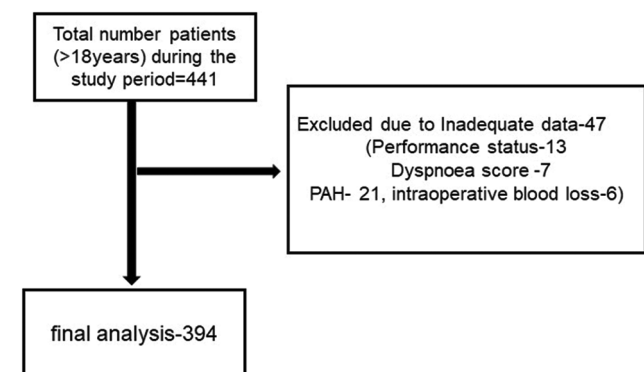 Total number patients
(>18years) during the
study period=441
Excluded due to Inadequate data-47
(Performance status-13
Dyspnoea score -7
PAH- 21, intraoperative blood loss-6)
final analysis-394